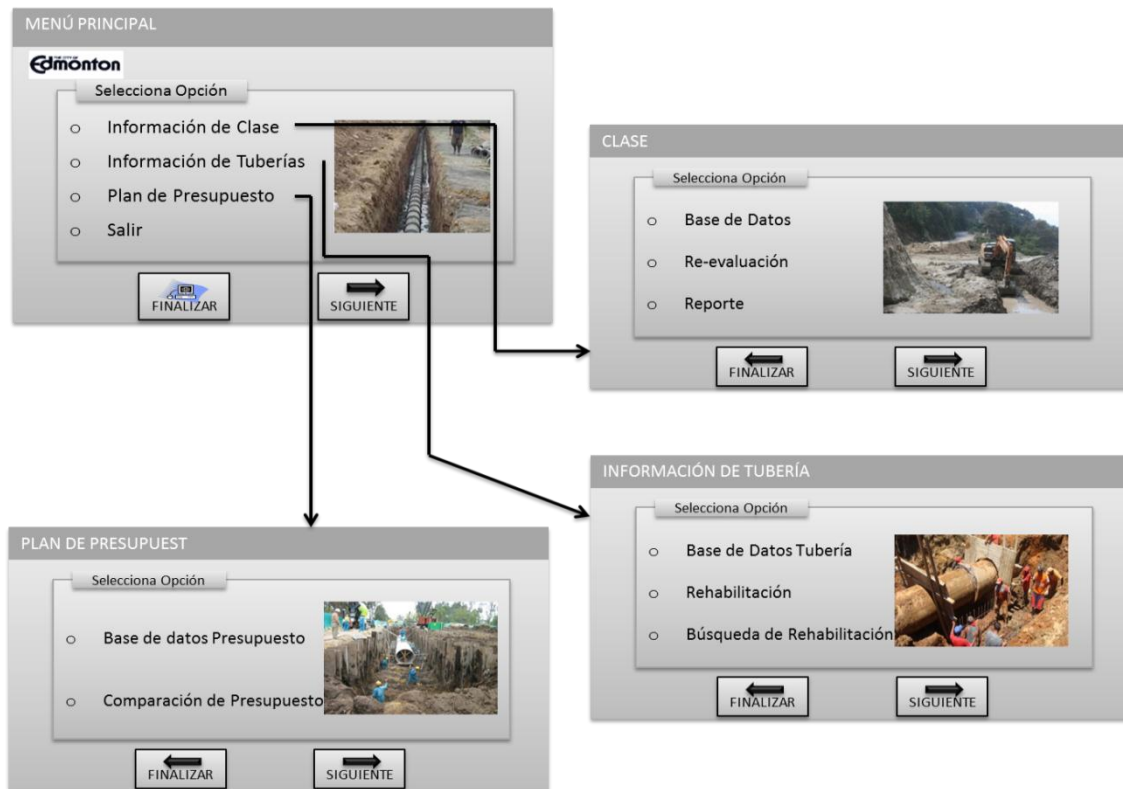 MENÚ PRINCIPAL
THE CITY OF
Edmonton
Selecciona Opción
Información de Clase
Información de Tuberías
Plan de Presupuesto
Salir
FINALIZAR
SIGUIENTE
CLASE
Selecciona Opción
Base de Datos
Re-evaluación
Reporte
FINALIZAR
SIGUIENTE
INFORMACIÓN DE TUBERÍA
Selecciona Opción
Base de Datos Tubería
Rehabilitación
Búsqueda de Rehabilitación
FINALIZAR
SIGUIENTE
PLAN DE PRESUPUEST
Selecciona Opción
Base de datos Presupuesto
Comparación de Presupuesto
FINALIZAR
SIGUIENTE